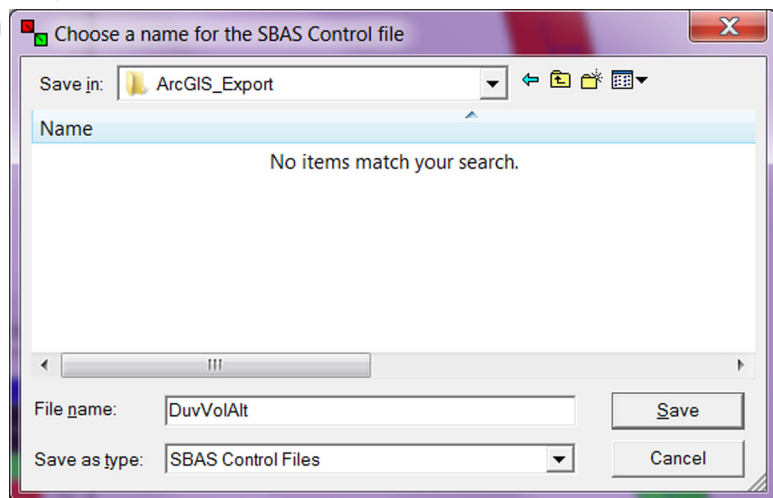 Choose a name for the SBAS Control file
X
Save in: ArcGIS_Export
Name
No items match your search.
File name: DuvVolAlt Save
Save as type: SBAS Control Files Cancel